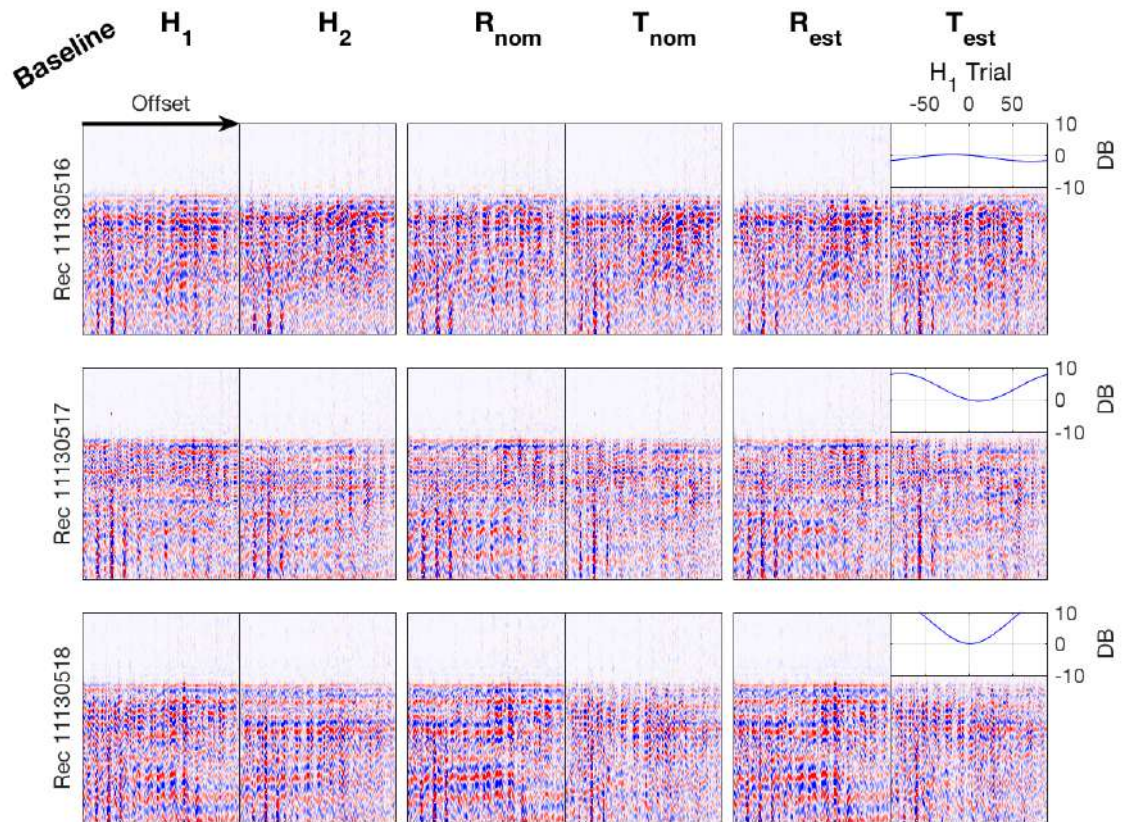 Baseline H1 H2 Rnom Tnom Rest Test
H1 Trial
Offset -50 0 50
10
0
-10
DB
Rec 11130516
10
0
-10
DB
Rec 11130517
10
0
-10
DB
Rec 11130518